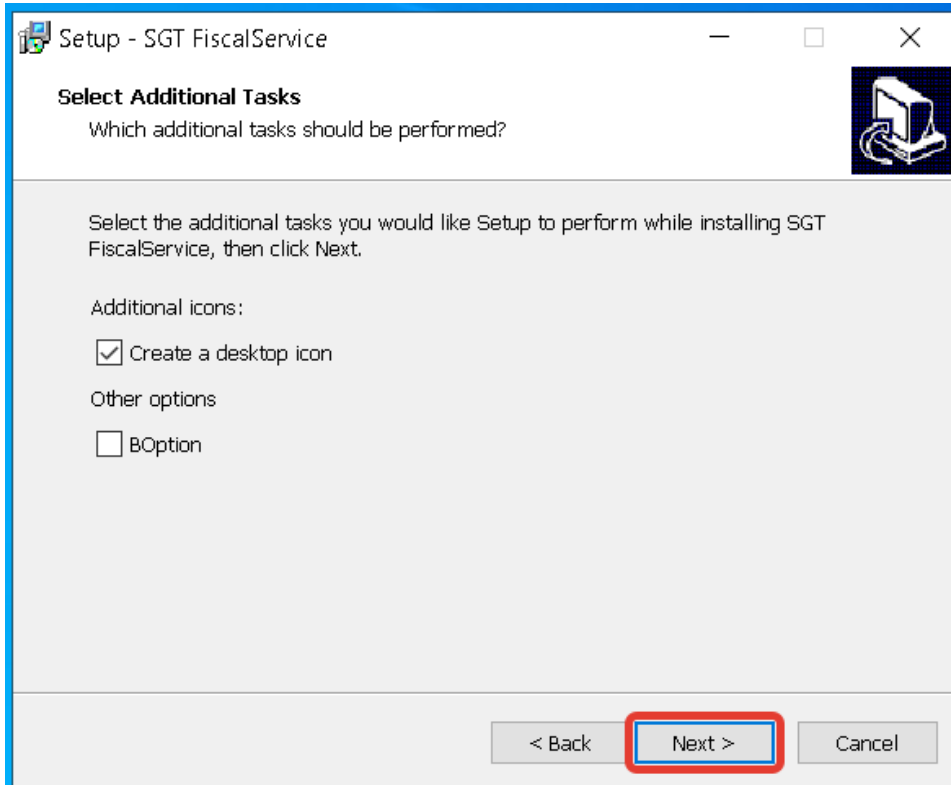 Setup - SGT FiscalService
Select Additional Tasks
Which additional tasks should be performed?
Select the additional tasks you would like Setup to perform while installing SGT
FiscalService, then click Next.
Additional icons:
Create a desktop icon
Other options
BOption
< Back
Next >
Cancel